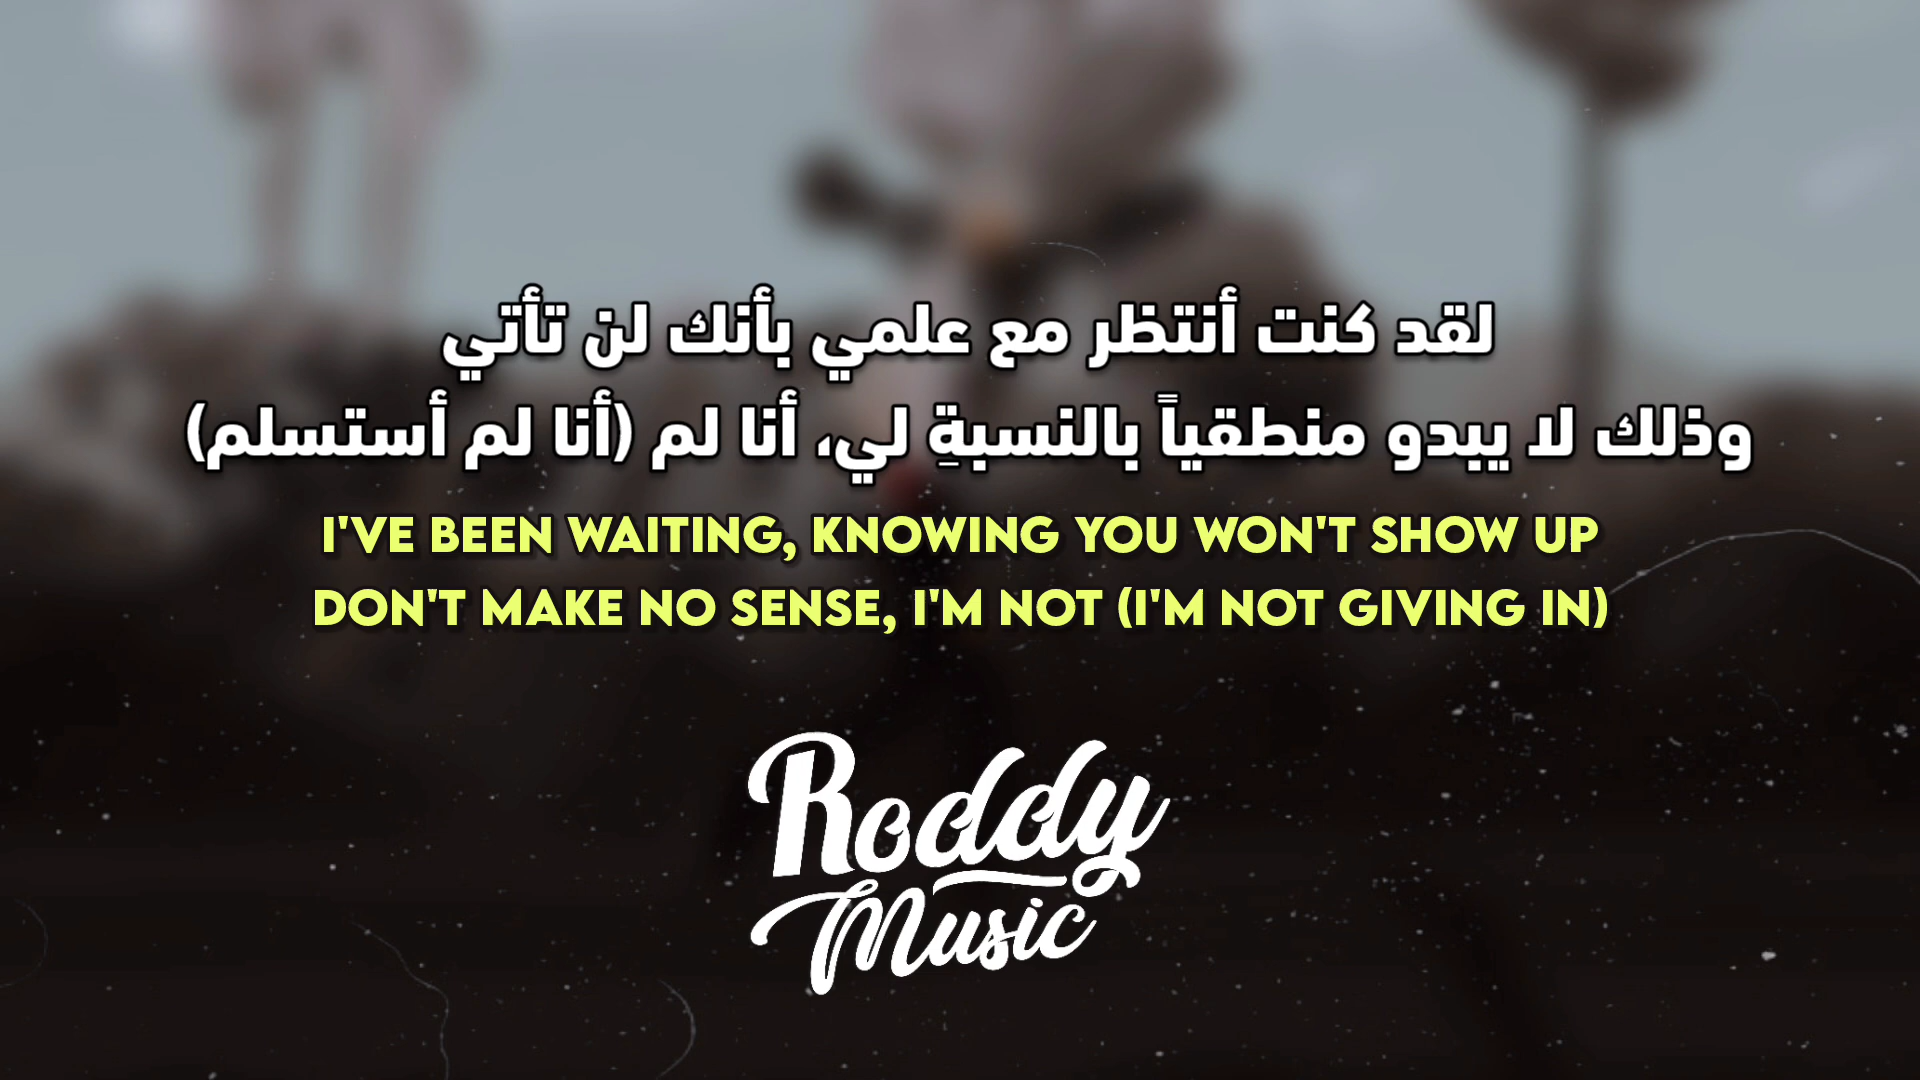 لقد كنت أنتظر مع علمي بأنك لن تأتي
وذلك لا يبدو منطقياً بالنسبةِ لي، أنا لم (أنا لم أستسلم)
I'VE BEEN WAITING, KNOWING YOU WON'T SHOW UP
DON'T MAKE NO SENSE, I'M NOT (I'M NOT GIVING IN)
Roddy
Music